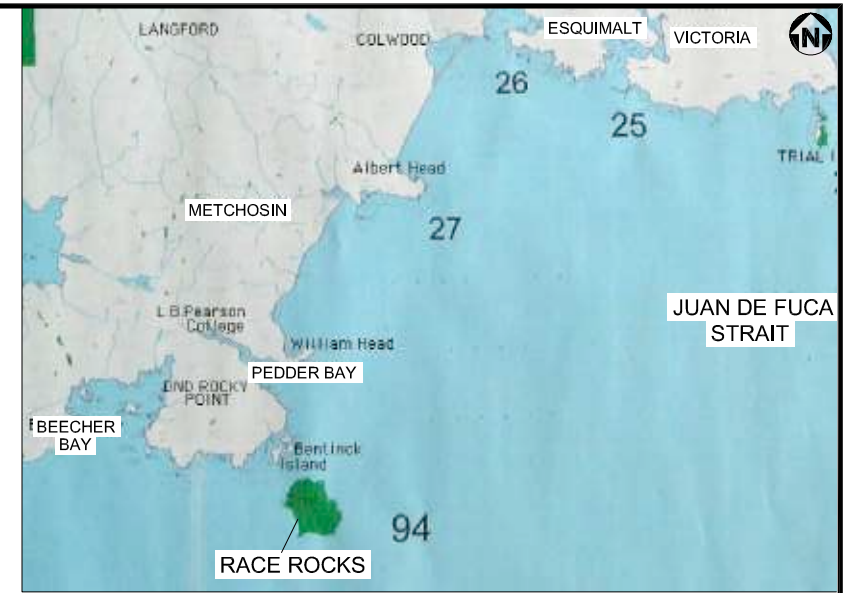 LANGFORD
COLWOOD
ESQUIMALT
VICTORIA
N
26
25
TRIAL I
Albert Head
METCHOSIN
27
L.B.Pearson
College
JUAN DE FUCA
STRAIT
William Head
PEDDER BAY
DND ROCKY
POINT
BEECHER
BAY
Bentinck
Island
94
RACE ROCKS